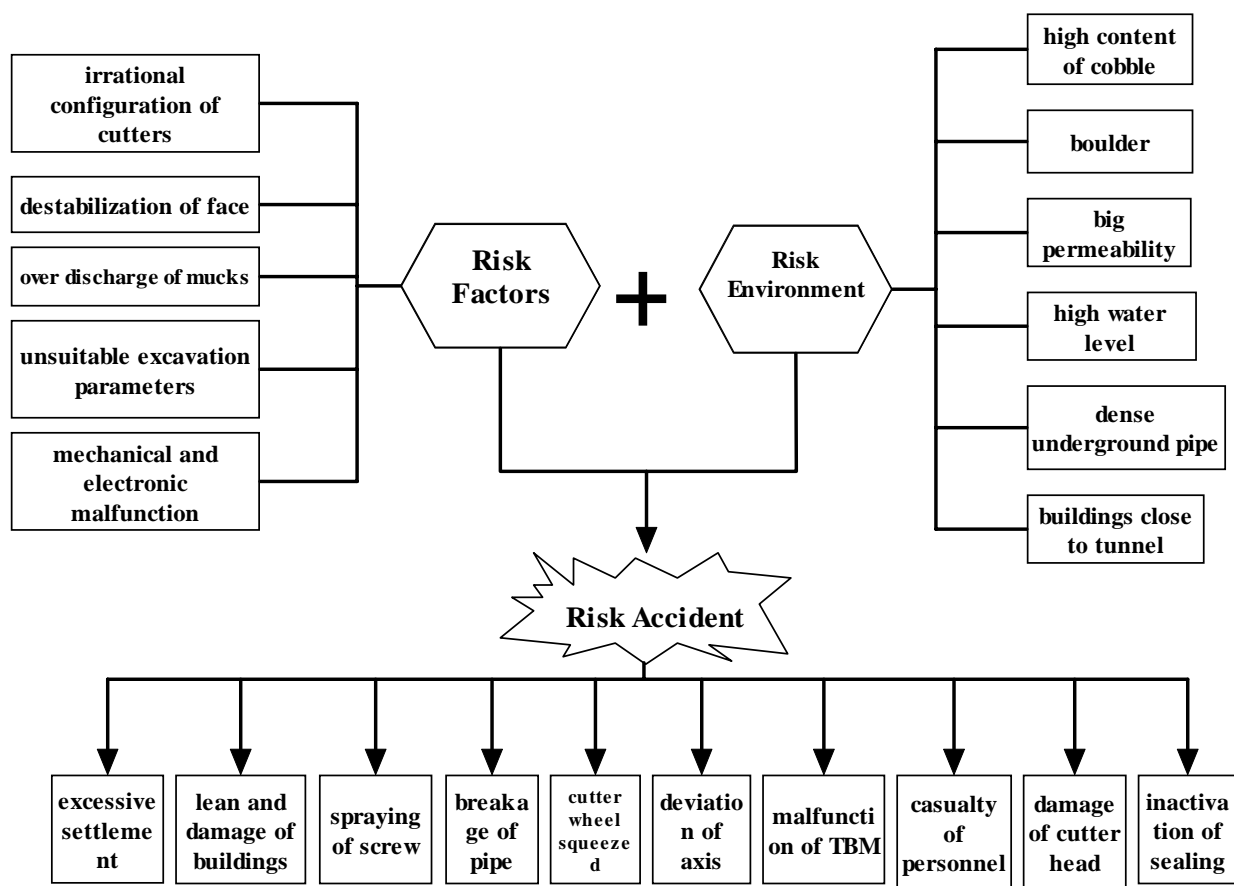 irrational
configuration of
cutters
destabilization of face
over discharge of mucks
unsuitable excavation
parameters
mechanical and
electronic
malfunction
Risk
Factors
+
Risk
Environment
high content
of cobble
boulder
big
permeability
high water
level
dense
underground pipe
buildings close
to tunnel
Risk Accident
excessive
settleme
nt
lean and
damage of
buildings
spraying
of screw
breaka
ge of
pipe
cutter
wheel
squeeze
d
deviatio
n of
axis
malfuncti
on of TBM
casualty
of
personnel
damage
of cutter
head
inactiva
tion of
sealing